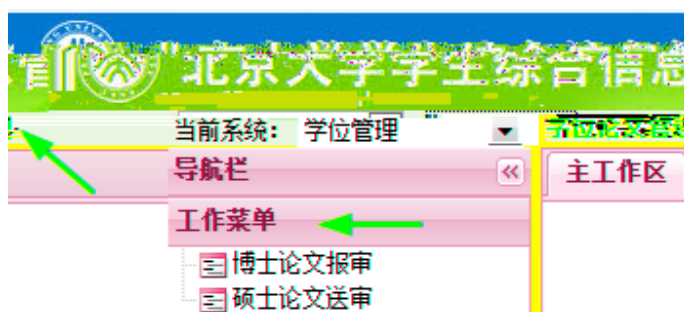 北京大学学生综合信息
当前系统: 学位管理
导航栏
主工作区
工作菜单
博士论文报审
硕士论文送审